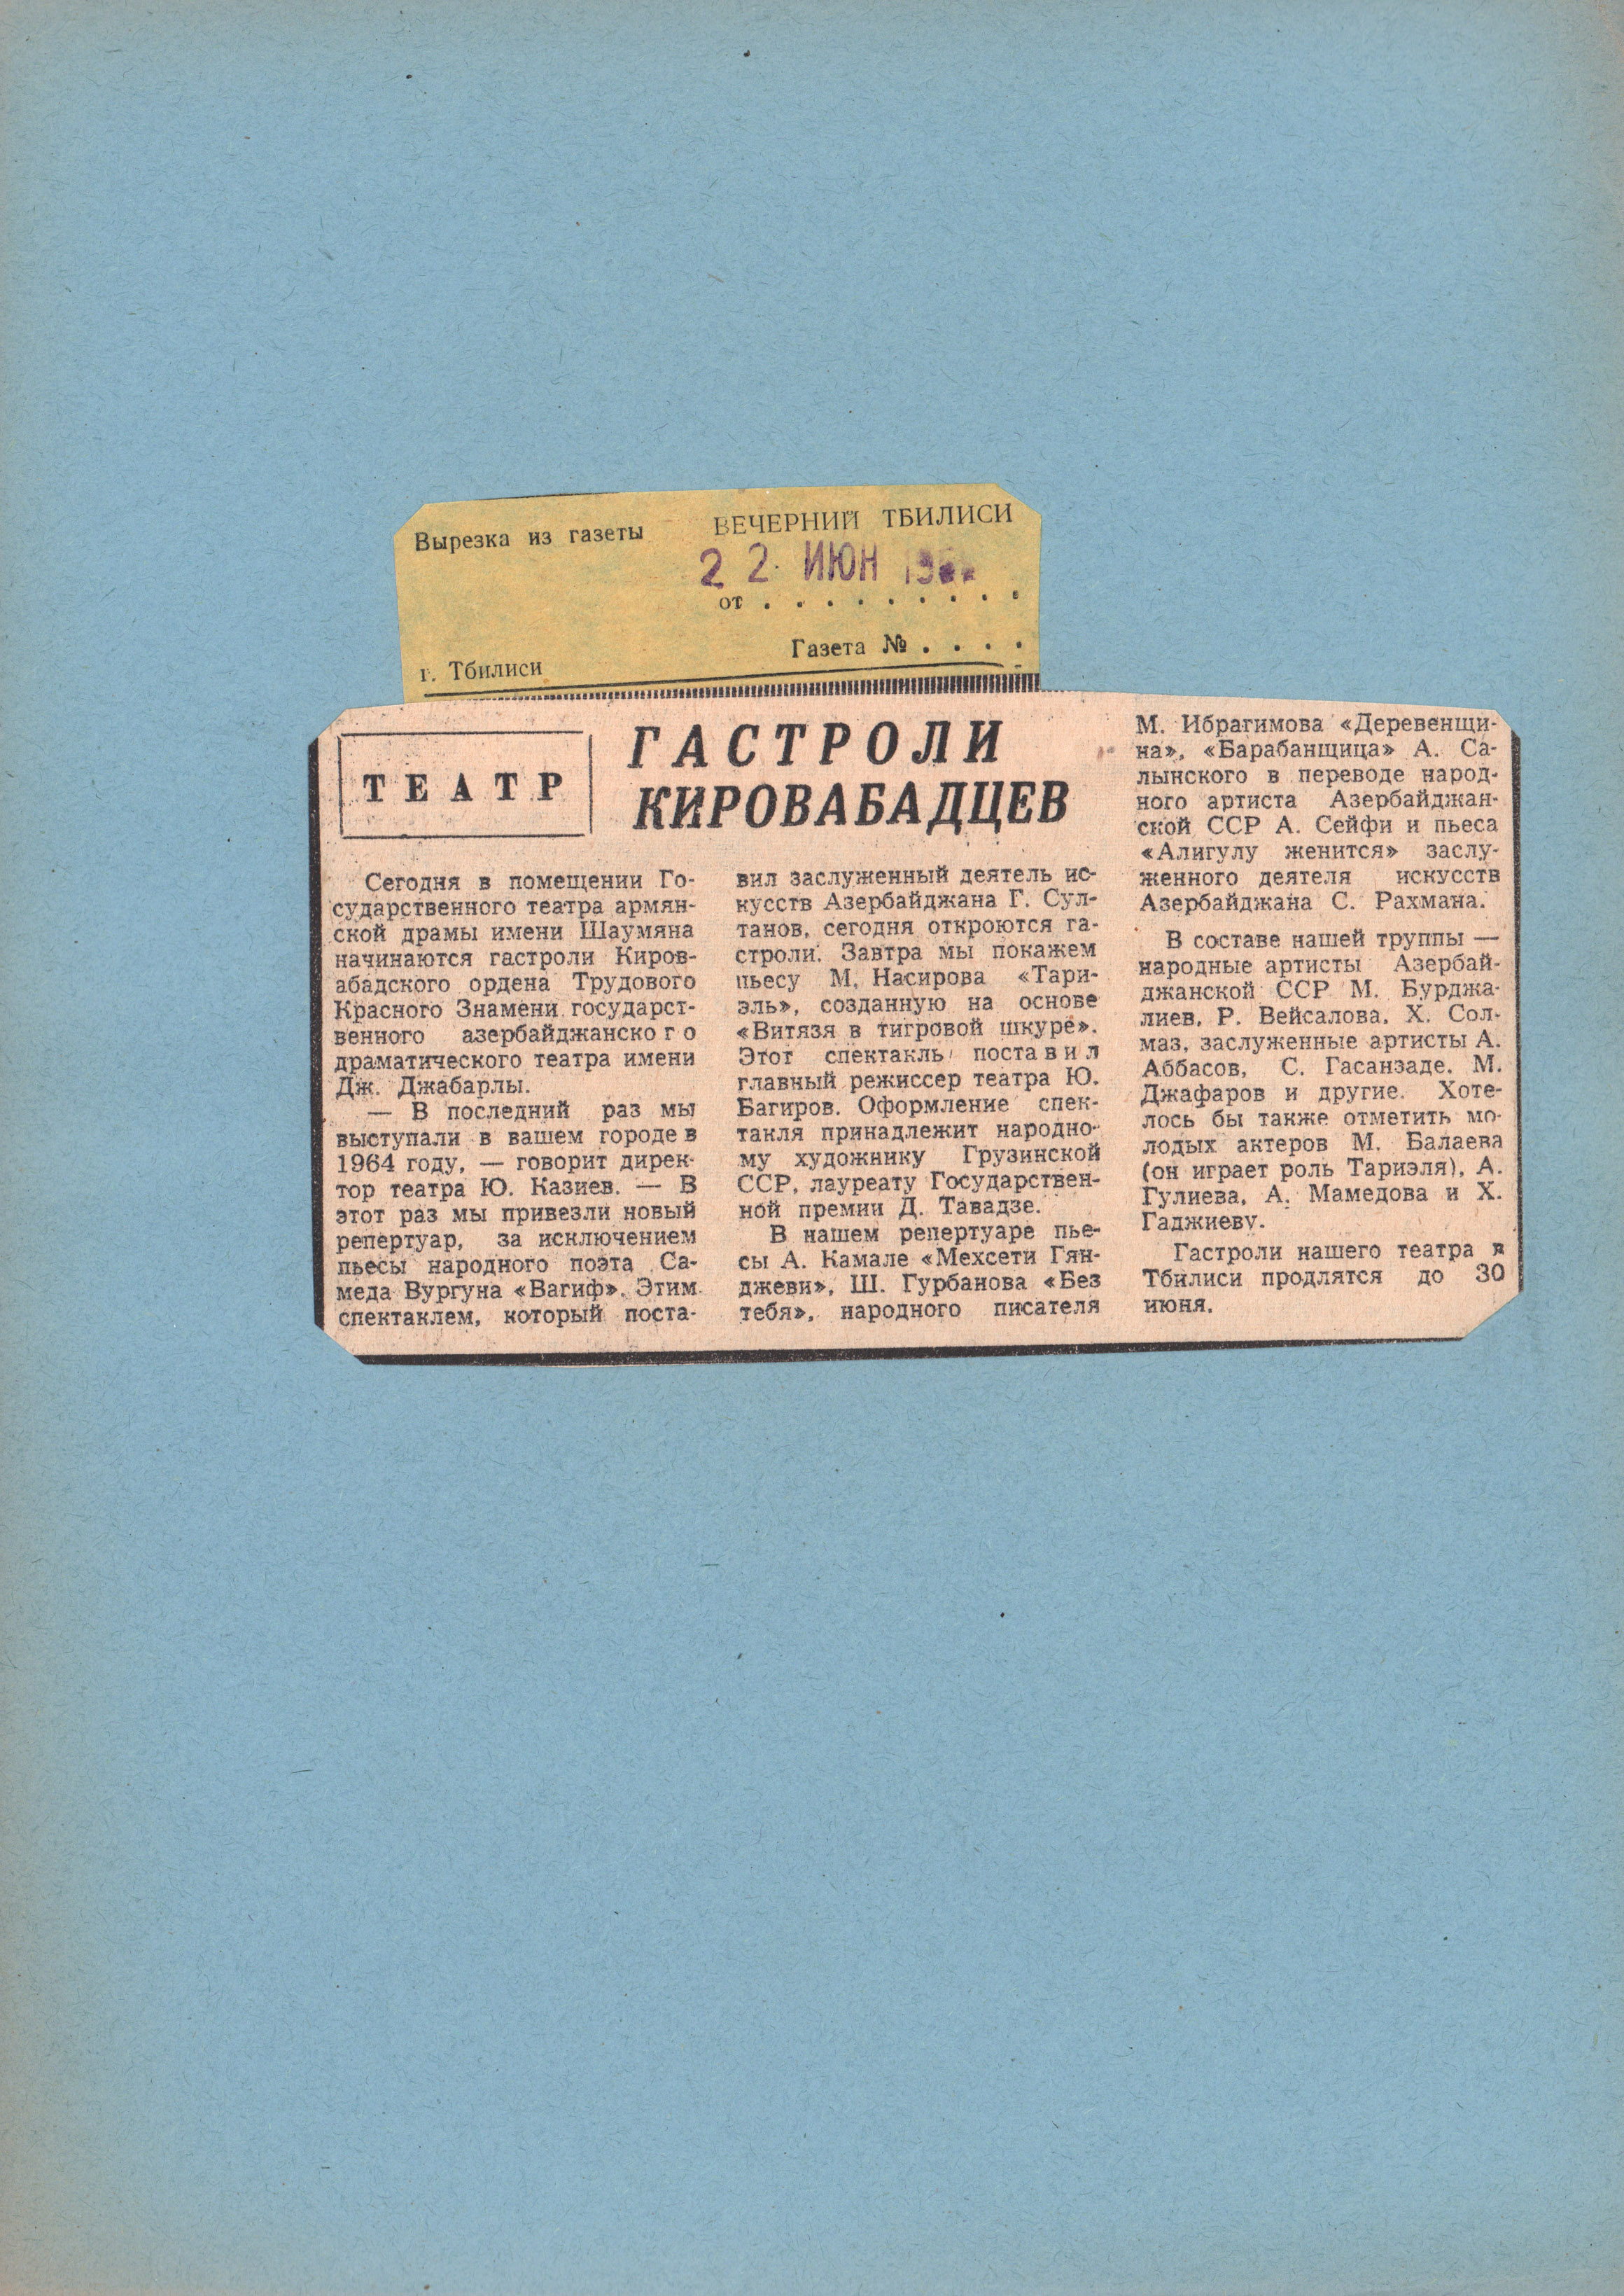 Вырезка из газеты
ВЕЧЕРНИЙ ТБИЛИСИ
22 ИЮН
от . . . . . . . . .
Газета № . . . .
г. Тбилиси
ТЕАТР
ГАСТРОЛИ
КИРОВАБАДЦЕВ
Сегодня в помещении Го-
сударственного театра армян-
ской драмы имени Шаумяна
начинаются гастроли Киров-
абадского ордена Трудового
Красного Знамени государст-
венного азербайджанского
драматического театра имени
Дж. Джабарлы.
— В последний раз мы
выступали в вашем городе в
1964 году, — говорит дирек-
тор театра Ю. Казиев. — В
этот раз мы привезли новый
репертуар, за исключением
пьесы народного поэта Са-
меда Вургуна «Вагиф». Этим
спектаклем, который поста-
вил заслуженный деятель ис-
кусств Азербайджана Г. Сул-
танов, сегодня откроются га-
строли. Завтра мы покажем
пьесу М. Насирова «Тари-
эль», созданную на основе
«Витязя в тигровой шкуре».
Этот спектакль поставил
главный режиссер театра Ю.
Багиров. Оформление спек-
такля принадлежит народно-
му художнику Грузинской
ССР, лауреату Государствен-
ной премии Д. Тавадзе.
В нашем репертуаре пье-
сы А. Камале «Мехсети Гян-
джеви», Ш. Гурбанова «Без
тебя», народного писателя
М. Ибрагимова «Деревенщи-
на», «Барабанщица» А. Са-
лынского в переводе народ-
ного артиста Азербайджан-
ской ССР А. Сейфи и пьеса
«Алигулу женится» заслу-
женного деятеля искусств
Азербайджана С. Рахмана.
В составе нашей труппы —
народные артисты Азербай-
джанской ССР М. Бурджа-
лиев, Р. Вейсалова, Х. Сол-
маз, заслуженные артисты А.
Аббасов, С. Гасанзаде, М.
Джафаров и другие. Хоте-
лось бы также отметить мо-
лодых актеров М. Балаева
(он играет роль Тариэля), А.
Гулиева, А. Мамедова и Х.
Гаджиеву.
Гастроли нашего театра в
Тбилиси продлятся до 30
июня.